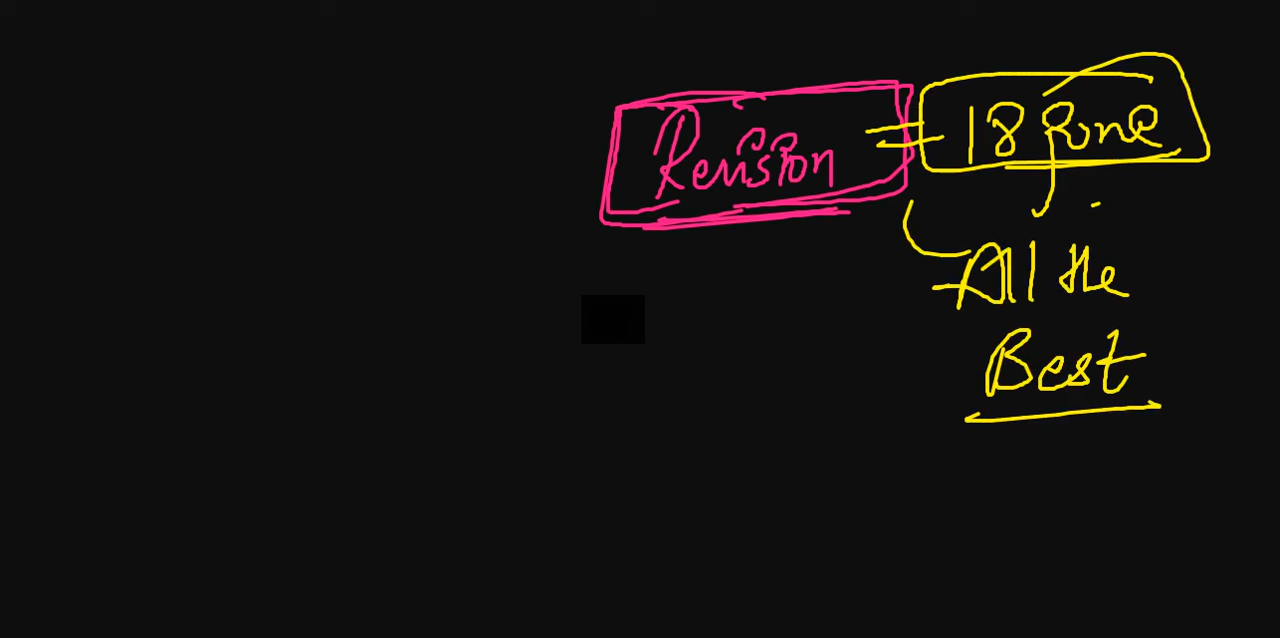 Revision = 18 June
All the
Best